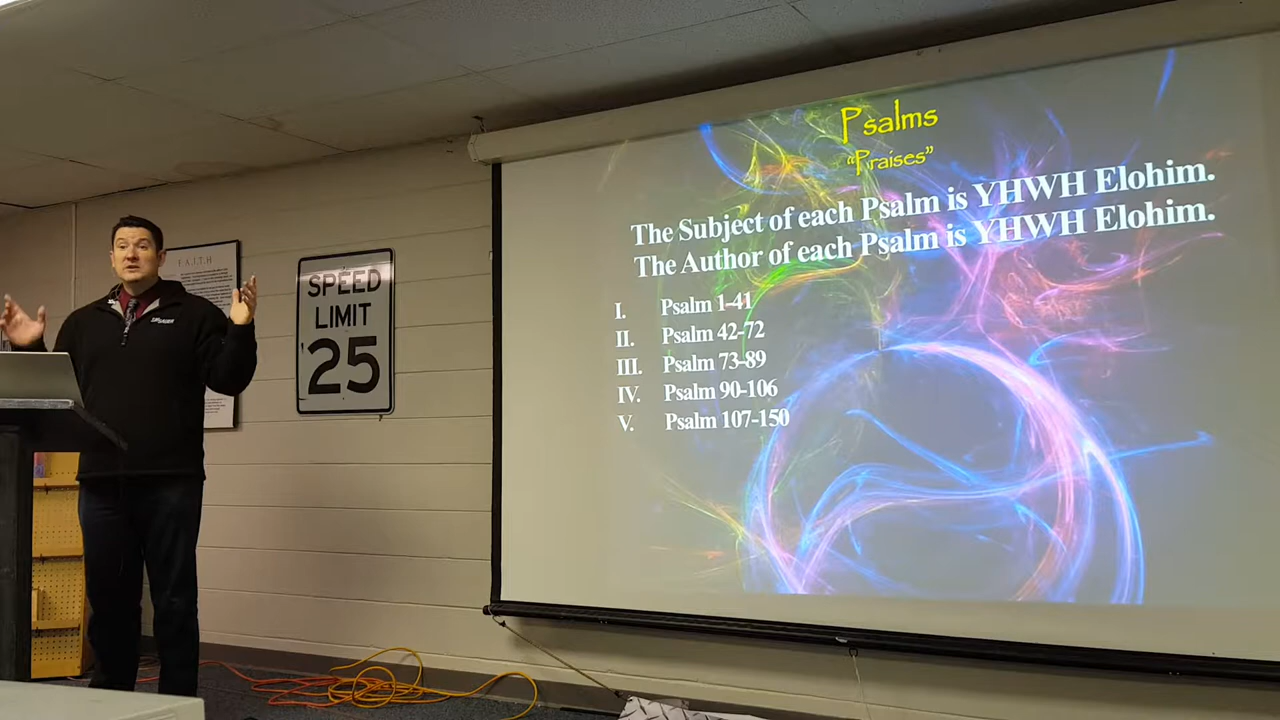 Psalms
"Praises"
The Subject of each Psalm is YHWH Elohim.
The Author of each Psalm is YHWH Elohim.
I. Psalm 1-41
II. Psalm 42-72
III. Psalm 73-89
IV. Psalm 90-106
V. Psalm 107-150
F.A.I.T.H
SPEED
LIMIT
25